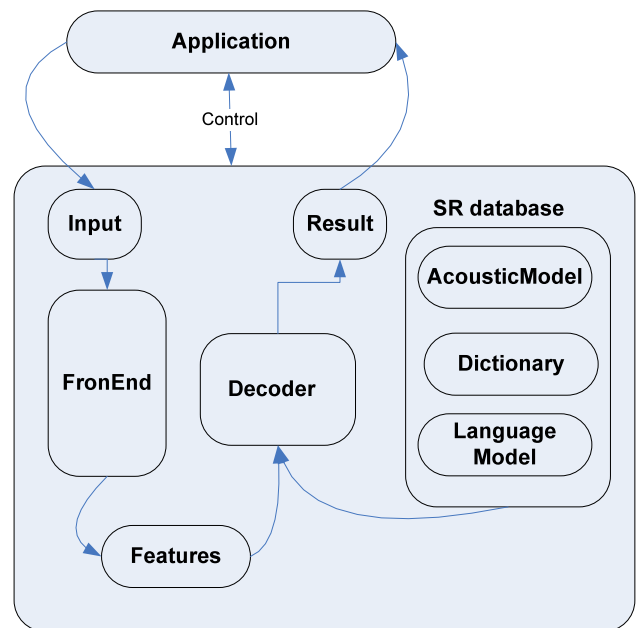 Application
Control
Input
Result
SR database
AcousticModel
FronEnd
Decoder
Dictionary
Language
Model
Features